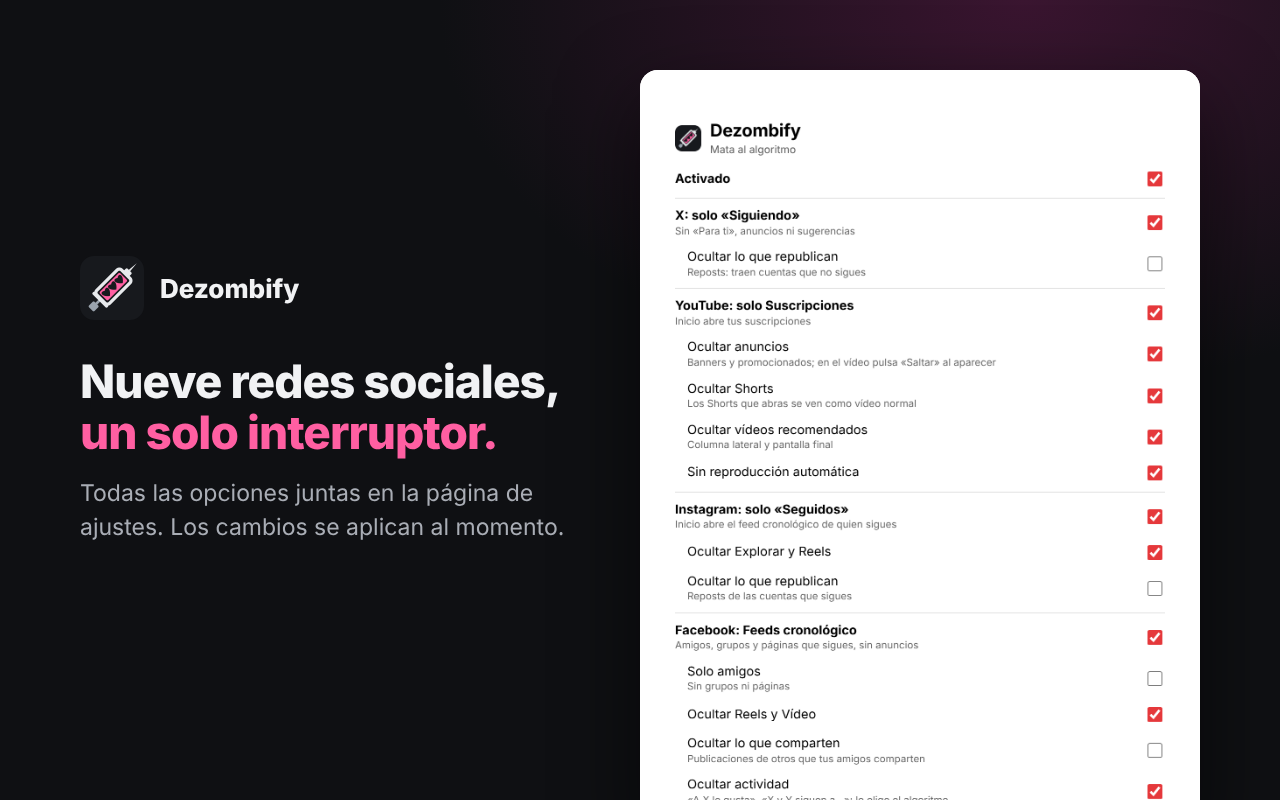 Dezombify
Nueve redes sociales,
un solo interruptor.
Todas las opciones juntas en la página de
ajustes. Los cambios se aplican al momento.
Dezombify
Mata al algoritmo
Activado
X: solo «Siguiendo»
Sin «Para ti», anuncios ni sugerencias
Ocultar lo que republican
Reposts: traen cuentas que no sigues
YouTube: solo Suscripciones
Inicio abre tus suscripciones
Ocultar anuncios
Banners y promocionados; en el vídeo pulsa «Saltar» al aparecer
Ocultar Shorts
Los Shorts que abras se ven como vídeo normal
Ocultar vídeos recomendados
Columna lateral y pantalla final
Sin reproducción automática
Instagram: solo «Seguidos»
Inicio abre el feed cronológico de quien sigues
Ocultar Explorar y Reels
Ocultar lo que republican
Reposts de las cuentas que sigues
Facebook: Feeds cronológico
Amigos, grupos y páginas que sigues, sin anuncios
Solo amigos
Sin grupos ni páginas
Ocultar Reels y Vídeo
Ocultar lo que comparten
Publicaciones de otros que tus amigos comparten
Ocultar actividad